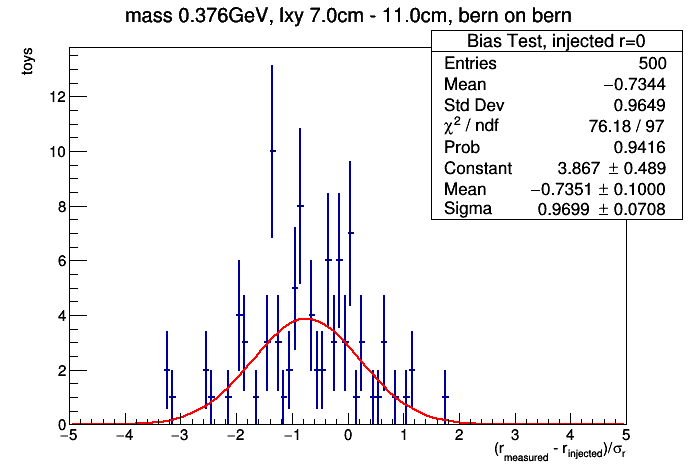 mass 0.376GeV, lxy 7.0cm - 11.0cm, bern on bern
Bias Test, injected r=0
Entries 500
Mean −0.7344
Std Dev 0.9649
χ² / ndf 76.18 / 97
Prob 0.9416
Constant 3.867 ± 0.489
Mean −0.7351 ± 0.1000
Sigma 0.9699 ± 0.0708
toys
12
10
8
6
4
2
0
−5 −4 −3 −2 −1 0 1 2 3 4 5
(r_measured - r_injected)/σ_r